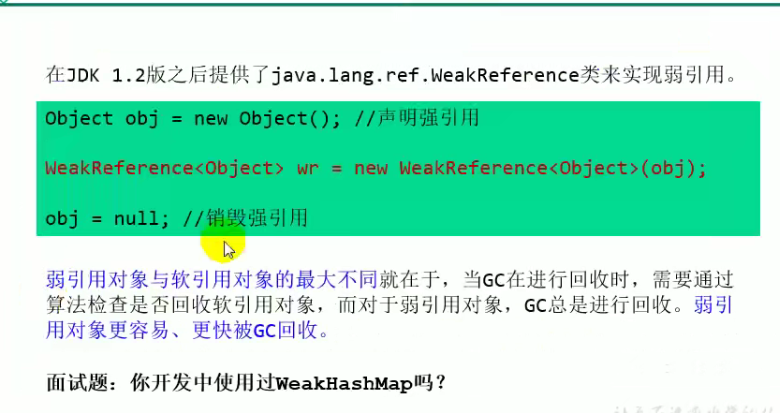 在JDK 1.2版之后提供了java.lang.ref.WeakReference类来实现弱引用。
Object obj = new Object(); //声明强引用
WeakReference<Object> wr = new WeakReference<Object>(obj);
obj = null; //销毁强引用
弱引用对象与软引用对象的最大不同就在于，当GC在进行回收时，需要通过
算法检查是否回收软引用对象，而对于弱引用对象，GC总是进行回收。弱引
用对象更容易、更快被GC回收。
面试题：你开发中使用过WeakHashMap吗？